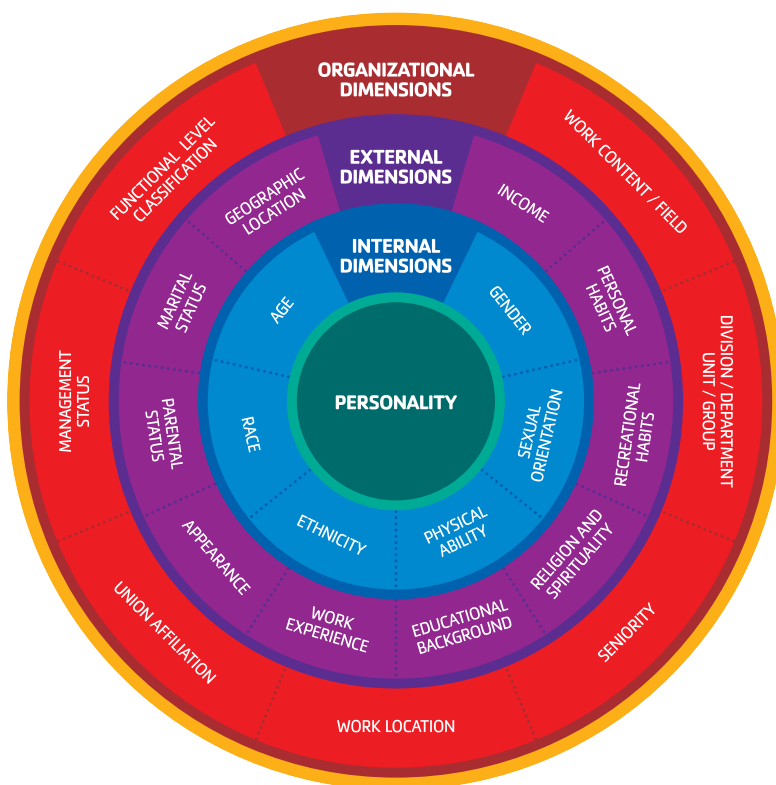 ORGANIZATIONAL
DIMENSIONS
WORK CONTENT / FIELD
DIVISION / DEPARTMENT
UNIT / GROUP
SENIORITY
WORK LOCATION
UNION AFFILIATION
MANAGEMENT
STATUS
FUNCTIONAL LEVEL
CLASSIFICATION
EXTERNAL
DIMENSIONS
INCOME
PERSONAL
HABITS
RECREATIONAL
HABITS
RELIGION AND
SPIRITUALITY
EDUCATIONAL
BACKGROUND
WORK
EXPERIENCE
APPEARANCE
PARENTAL
STATUS
MARITAL
STATUS
GEOGRAPHIC
LOCATION
INTERNAL
DIMENSIONS
GENDER
SEXUAL
ORIENTATION
PHYSICAL
ABILITY
ETHNICITY
RACE
AGE
PERSONALITY